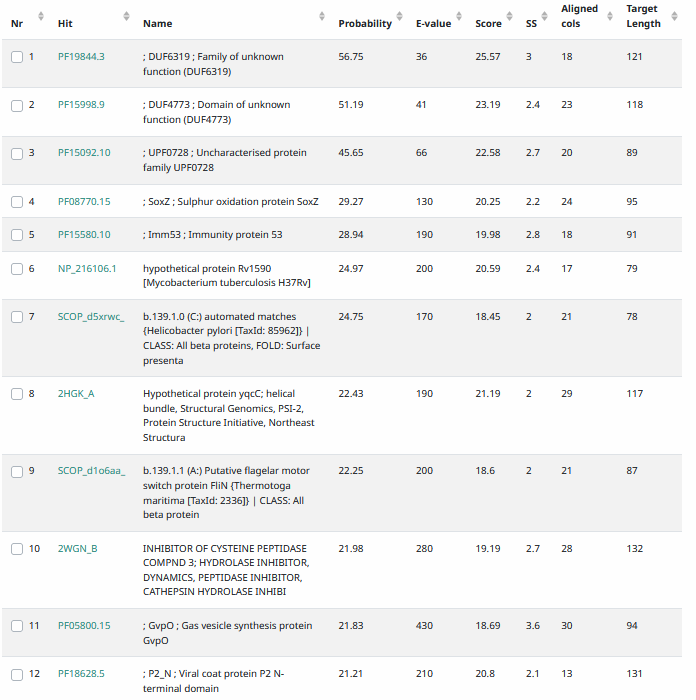 Nr Hit Name Probability E-value Score SS Aligned cols Target Length
1 PF19844.3 ; DUF6319 ; Family of unknown 56.75 36 25.57 3 18 121
function (DUF6319)
2 PF15998.9 ; DUF4773 ; Domain of unknown 51.19 41 23.19 2.4 23 118
function (DUF4773)
3 PF15092.10 ; UPF0728 ; Uncharacterised protein 45.65 66 22.58 2.7 20 89
family UPF0728
4 PF08770.15 ; SoxZ ; Sulphur oxidation protein SoxZ 29.27 130 20.25 2.2 24 95
5 PF15580.10 ; Imm53 ; Immunity protein 53 28.94 190 19.98 2.8 18 91
6 NP_216106.1 hypothetical protein Rv1590 24.97 200 20.59 2.4 17 79
[Mycobacterium tuberculosis H37Rv]
7 SCOP_d5xrwc_ b.139.1.0 (C:) automated matches 24.75 170 18.45 2 21 78
{Helicobacter pylori [TaxId: 85962]} |
CLASS: All beta proteins, FOLD: Surface
presenta
8 2HGK_A Hypothetical protein yqcC; helical 22.43 190 21.19 2 29 117
bundle, Structural Genomics, PSI-2,
Protein Structure Initiative, Northeast
Structura
9 SCOP_d1o6aa_ b.139.1.1 (A:) Putative flagelar motor 22.25 200 18.6 2 21 87
switch protein FliN {Thermotoga
maritima [TaxId: 2336]} | CLASS: All
beta protein
10 2WGN_B INHIBITOR OF CYSTEINE PEPTIDASE 21.98 280 19.19 2.7 28 132
COMPND 3; HYDROLASE INHIBITOR,
DYNAMICS, PEPTIDASE INHIBITOR,
CATHEPSIN HYDROLASE INHIBI
11 PF05800.15 ; GvpO ; Gas vesicle synthesis protein 21.83 430 18.69 3.6 30 94
GvpO
12 PF18628.5 ; P2_N ; Viral coat protein P2 N- 21.21 210 20.8 2.1 13 131
terminal domain